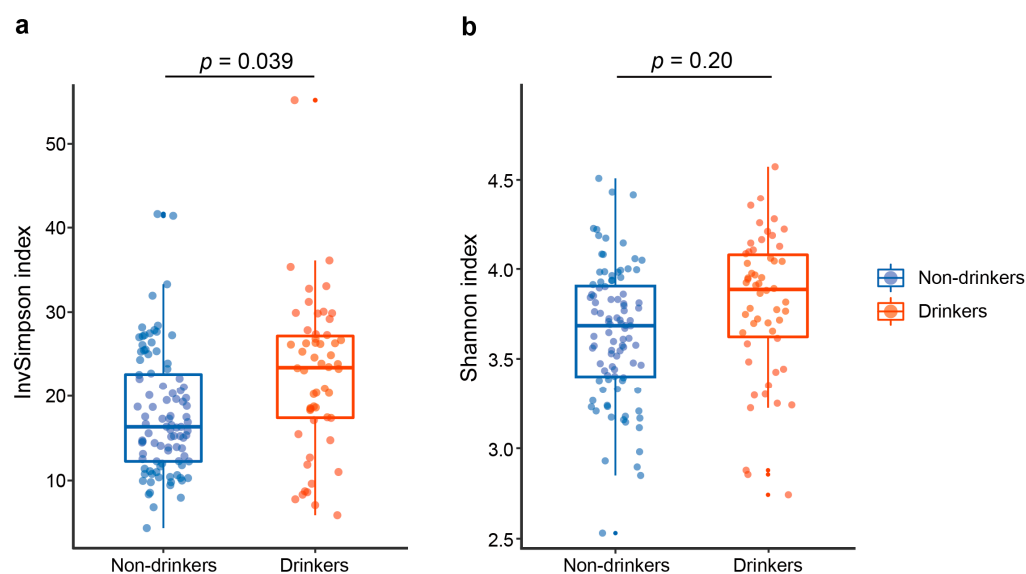 a
p = 0.039
InvSimpson index
50
40
30
20
10
Non-drinkers
Drinkers
b
p = 0.20
Shannon index
4.5
4.0
3.5
3.0
2.5
Non-drinkers
Drinkers
Non-drinkers
Drinkers